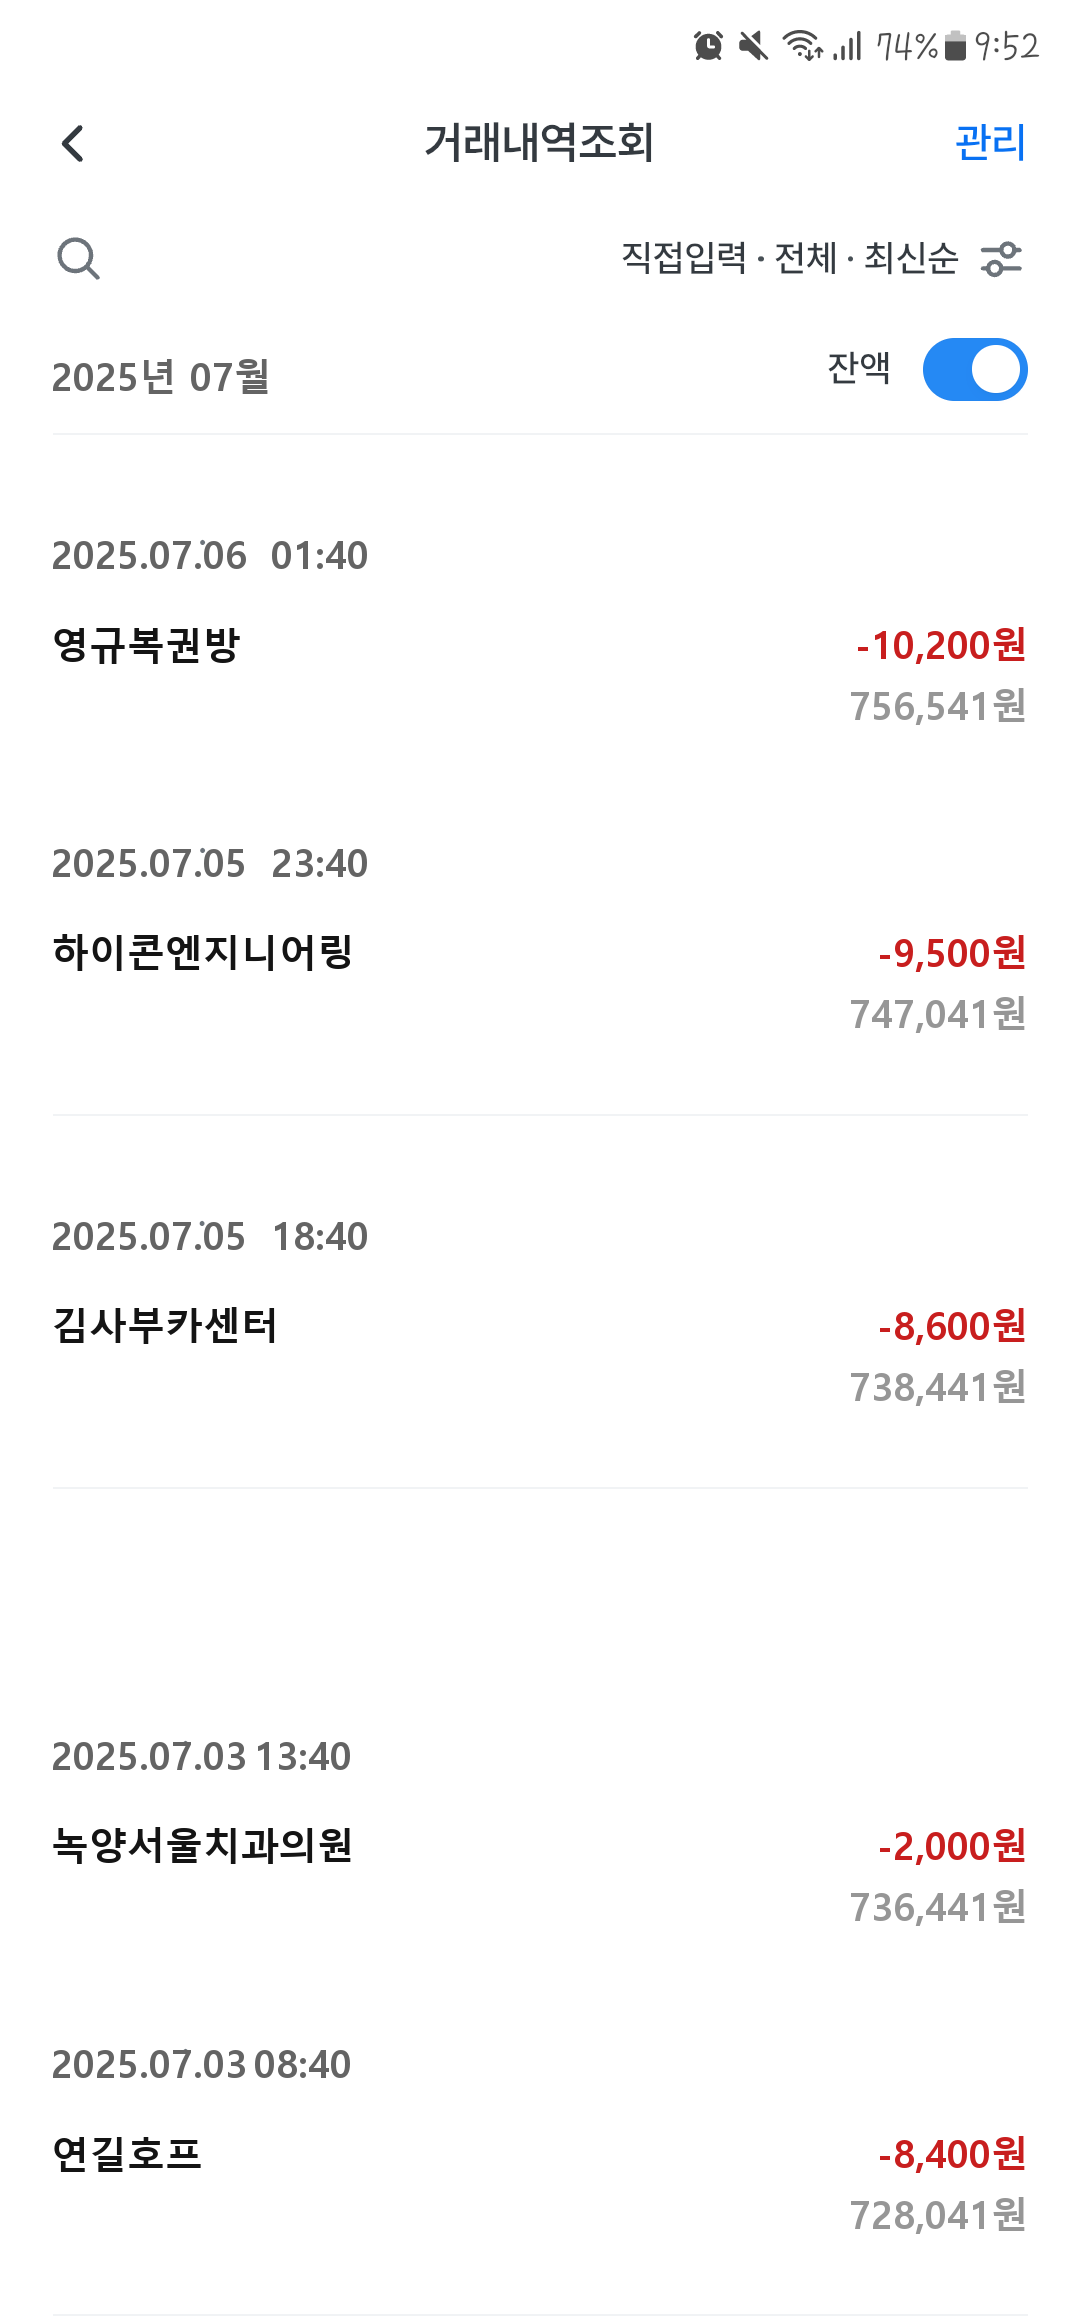 74% 9:52
거래내역조회 관리
직접입력 · 전체 · 최신순
2025년 07월 잔액
2025.07.06 01:40
영규복권방 -10,200원
756,541원
2025.07.05 23:40
하이콘엔지니어링 -9,500원
747,041원
2025.07.05 18:40
김사부카센터 -8,600원
738,441원
2025.07.03 13:40
녹양서울치과의원 -2,000원
736,441원
2025.07.03 08:40
연길호프 -8,400원
728,041원